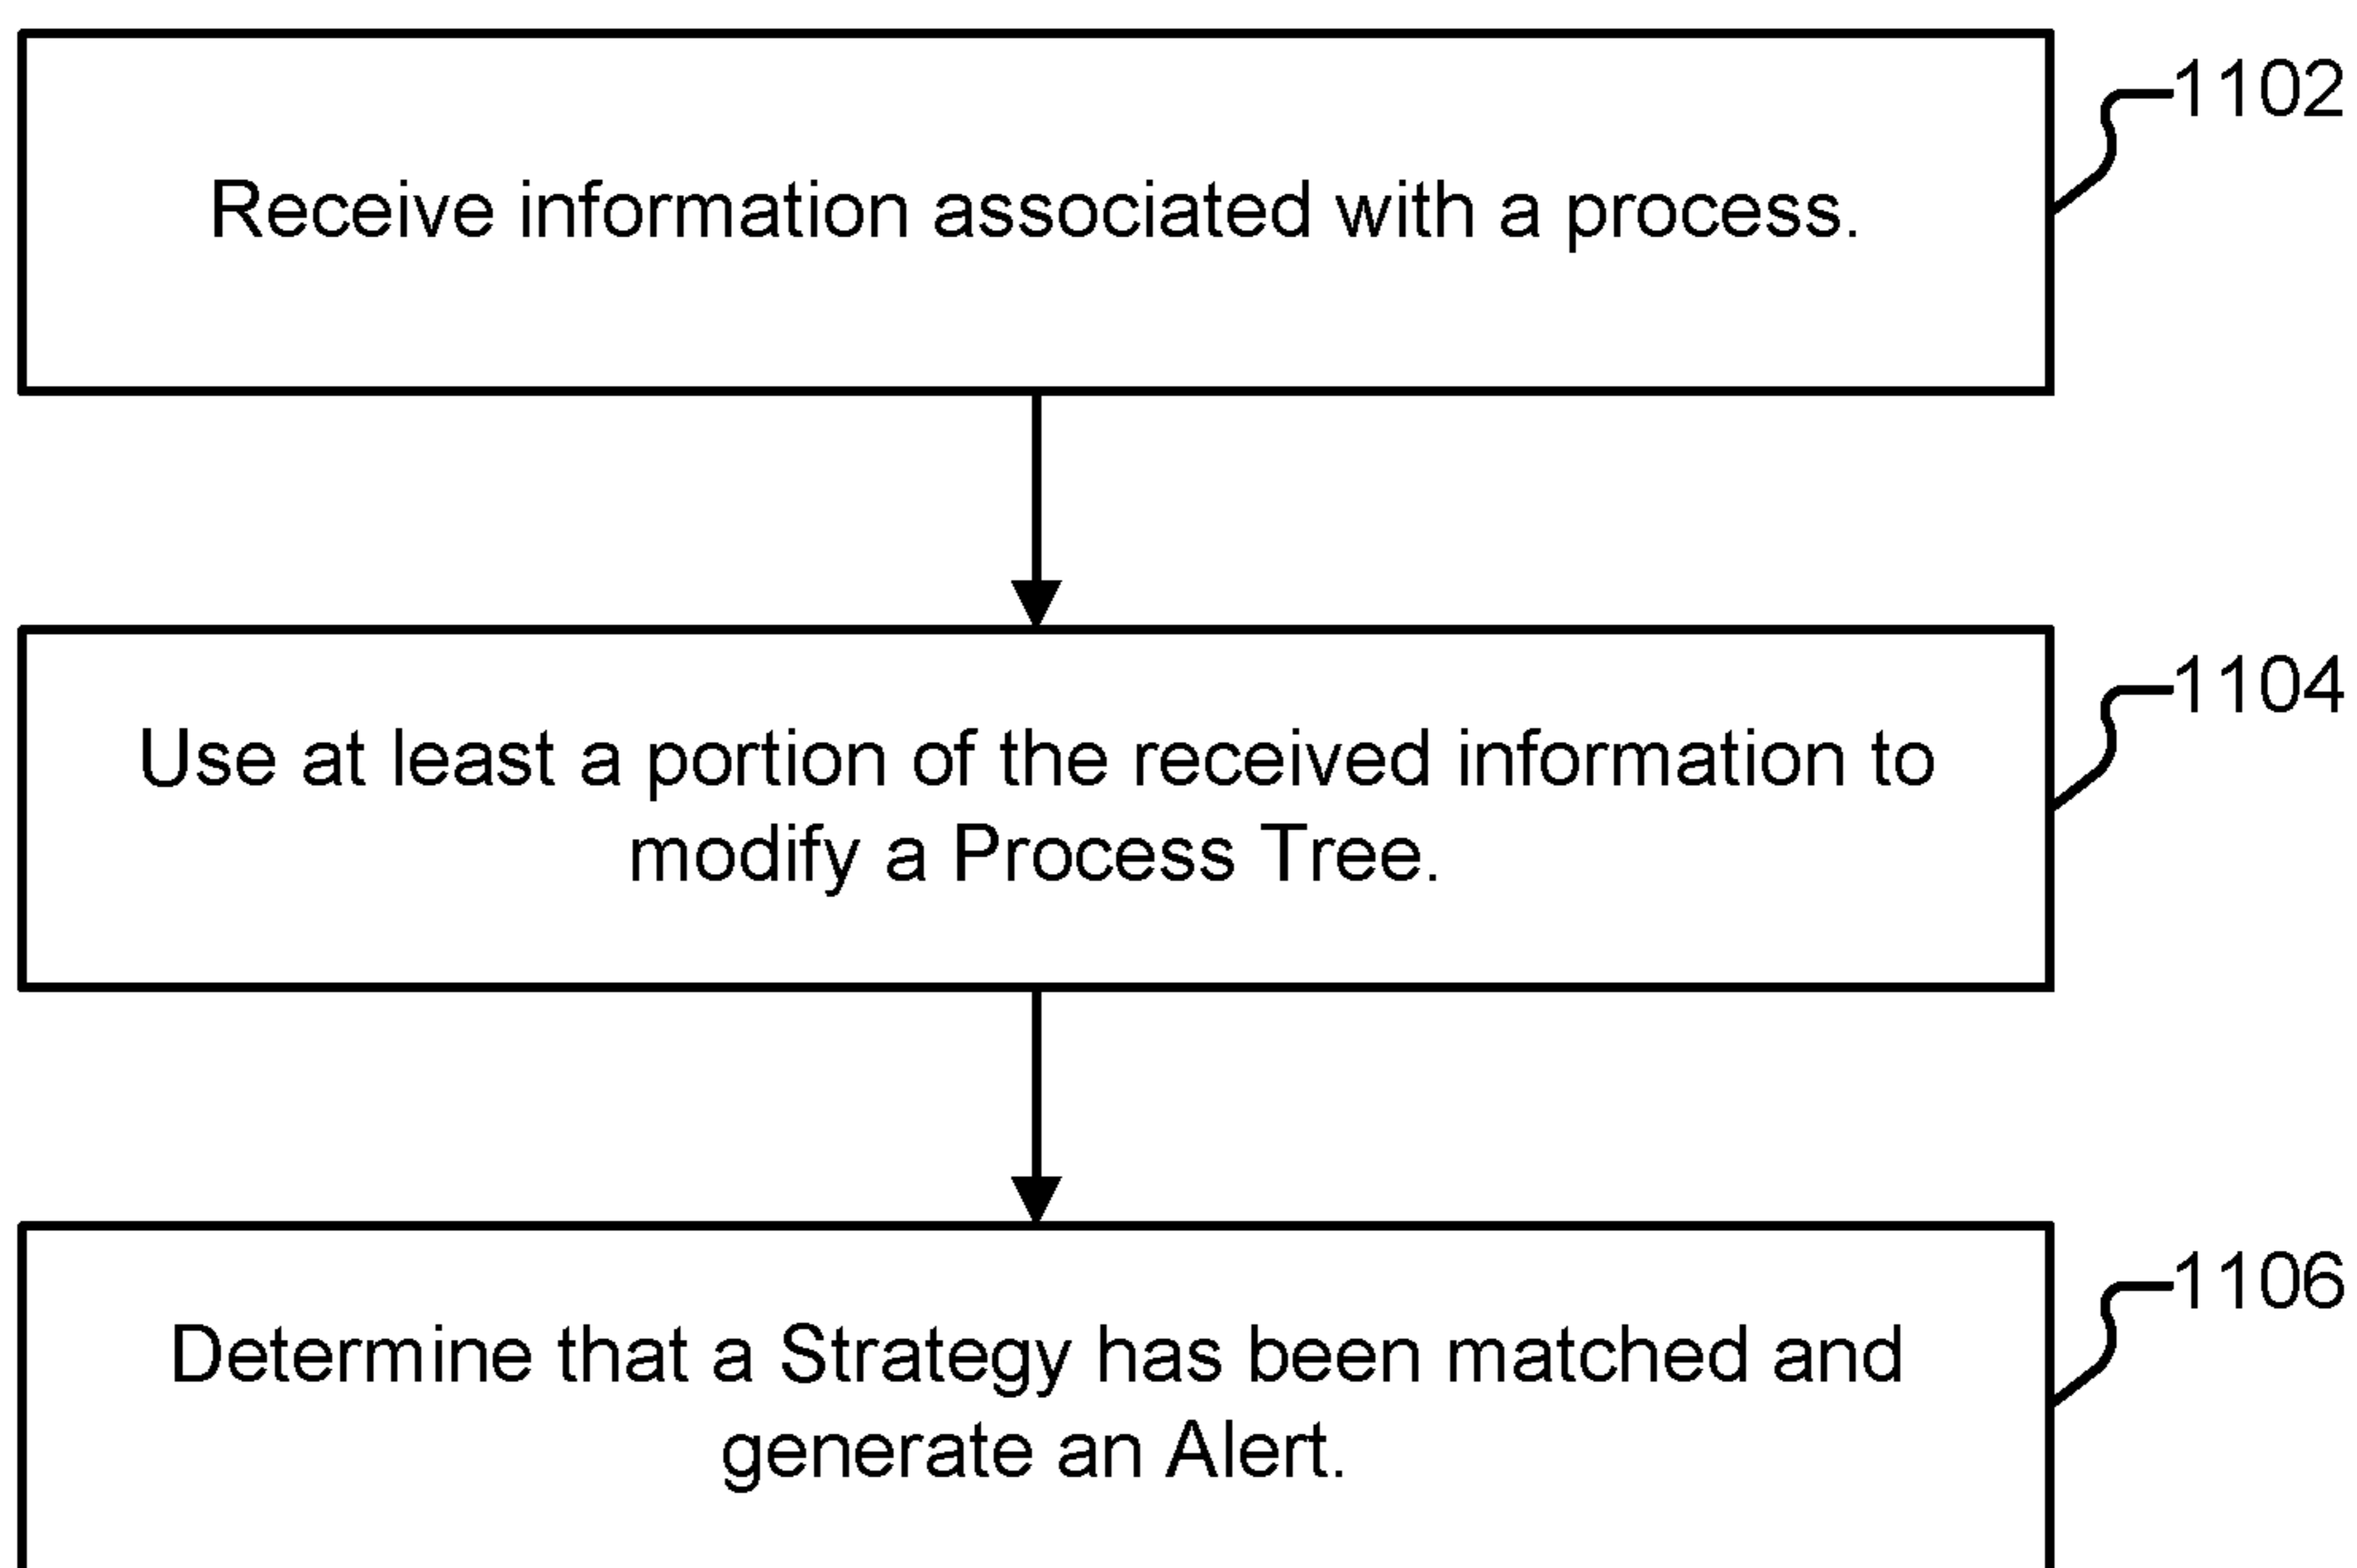 1102
Receive information associated with a process.
1104
Use at least a portion of the received information to
modify a Process Tree.
1106
Determine that a Strategy has been matched and
generate an Alert.